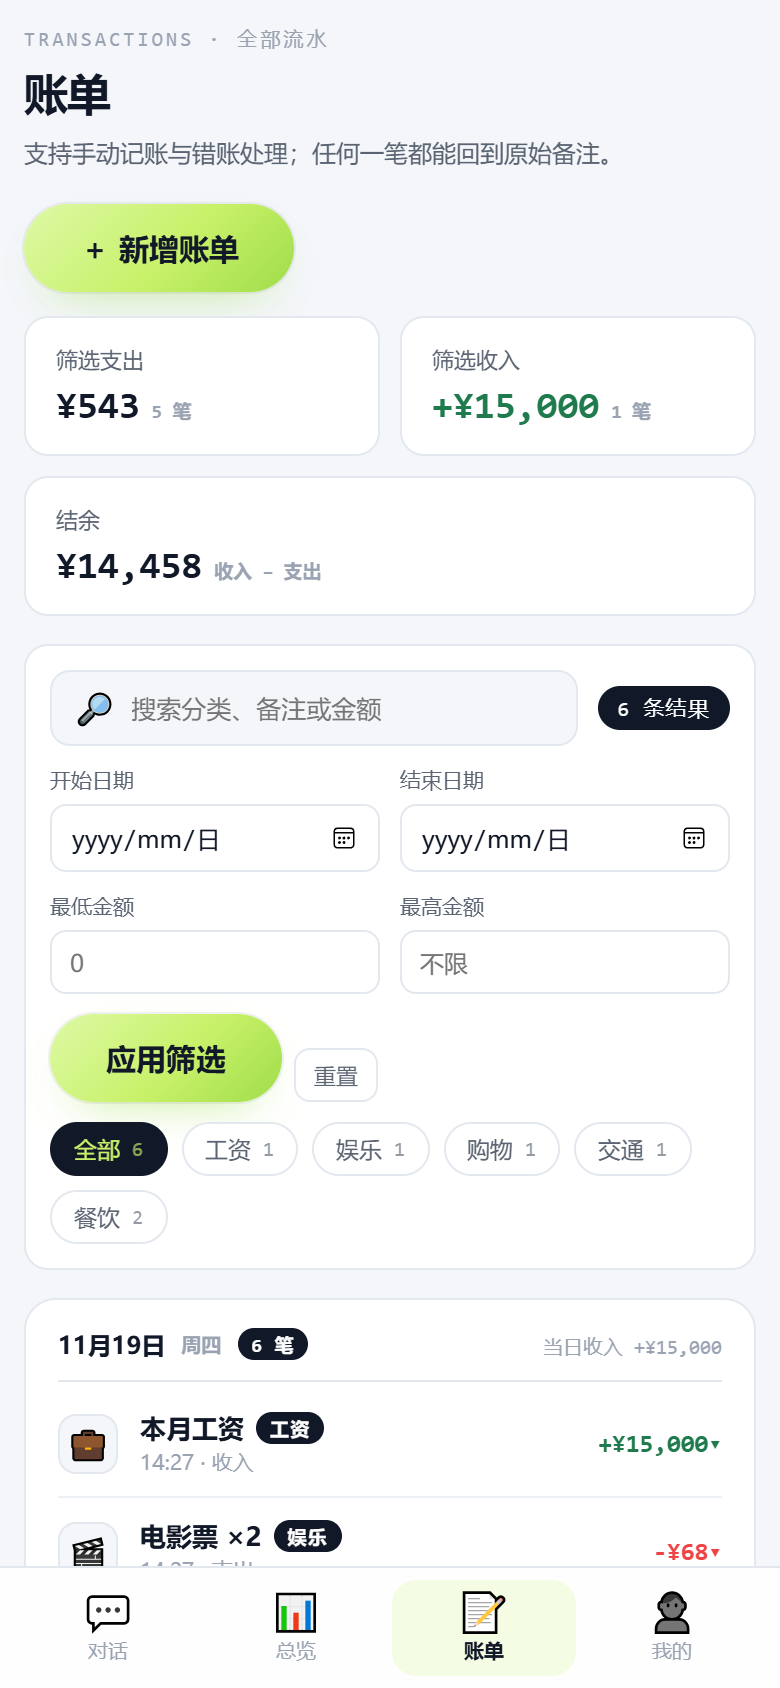 TRANSACTIONS · 全部流水
账单
支持手动记账与错账处理；任何一笔都能回到原始备注。
+ 新增账单
筛选支出
¥543 5 笔
筛选收入
+¥15,000 1 笔
结余
¥14,458 收入 - 支出
搜索分类、备注或金额
6 条结果
开始日期
结束日期
yyyy/mm/日
yyyy/mm/日
最低金额
最高金额
0
不限
应用筛选
重置
全部 6
工资 1
娱乐 1
购物 1
交通 1
餐饮 2
11月19日 周四 6 笔
当日收入 +¥15,000
本月工资 工资
14:27 · 收入
+¥15,000▾
电影票 ×2 娱乐
14:27 · 支出
-¥68▾
对话
总览
账单
我的